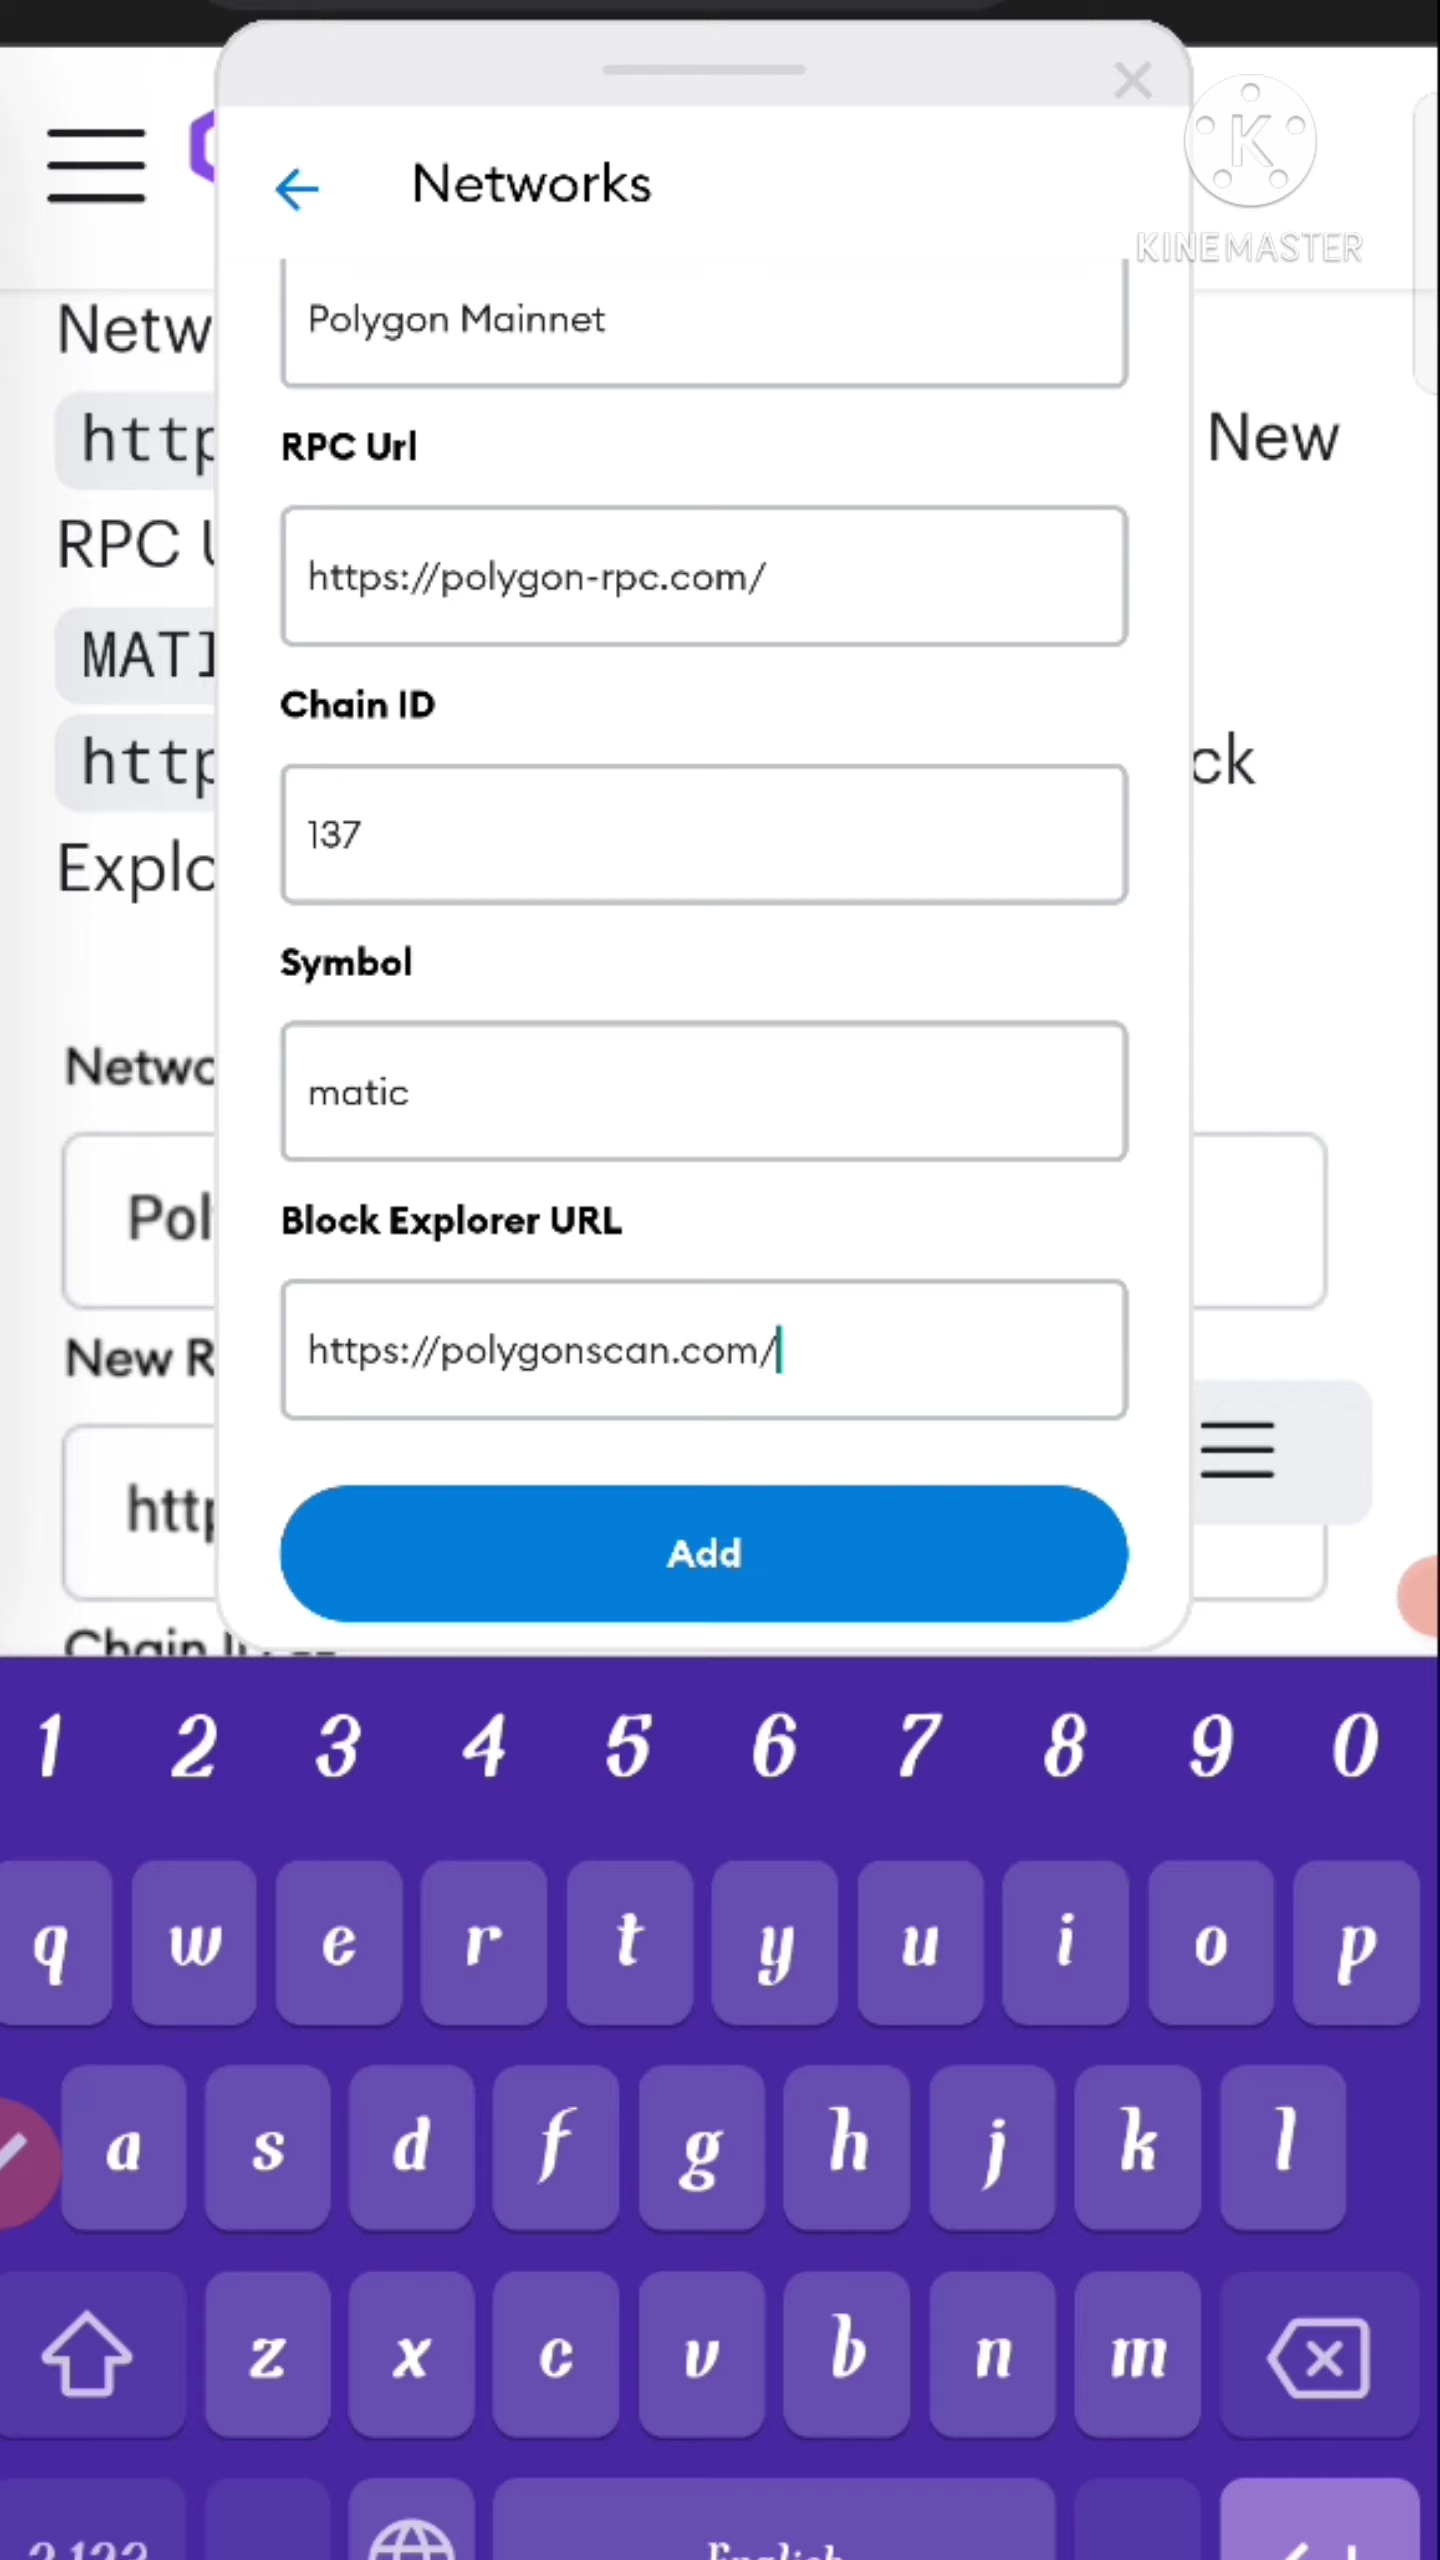 Networks
KINEMASTER
Polygon Mainnet
Netw
http
New
RPC Url
RPC U
https://polygon-rpc.com/
MATI
Chain ID
http
ck
137
Explo
Symbol
Netwo
matic
Pol
Block Explorer URL
New R
https://polygonscan.com/
http
Add
Chain I
1 2 3 4 5 6 7 8 9 0
q w e r t y u i o p
a s d f g h j k l
z x c v b n m
English